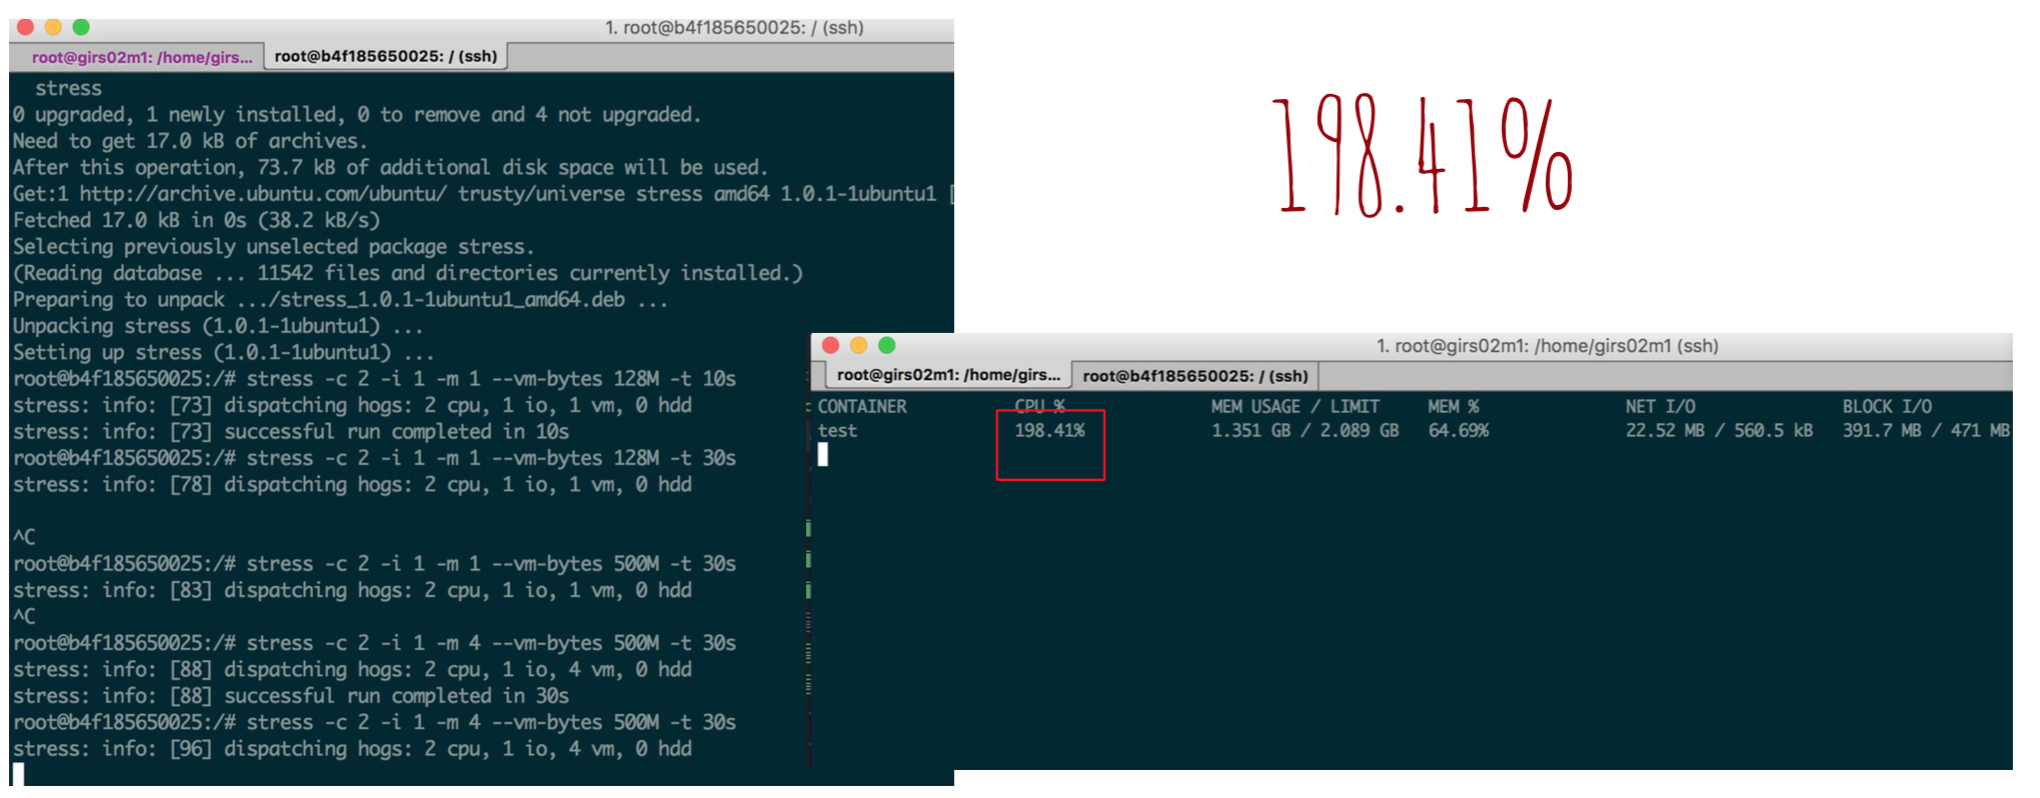 1. root@b4f185650025: / (ssh)
root@girs02m1: /home/girs... root@b4f185650025: / (ssh)
stress
0 upgraded, 1 newly installed, 0 to remove and 4 not upgraded.
Need to get 17.0 kB of archives.
After this operation, 73.7 kB of additional disk space will be used.
Get:1 http://archive.ubuntu.com/ubuntu/ trusty/universe stress amd64 1.0.1-1ubuntu1 [
Fetched 17.0 kB in 0s (38.2 kB/s)
Selecting previously unselected package stress.
(Reading database ... 11542 files and directories currently installed.)
Preparing to unpack .../stress_1.0.1-1ubuntu1_amd64.deb ...
Unpacking stress (1.0.1-1ubuntu1) ...
Setting up stress (1.0.1-1ubuntu1) ...
root@b4f185650025:/# stress -c 2 -i 1 -m 1 --vm-bytes 128M -t 10s
stress: info: [73] dispatching hogs: 2 cpu, 1 io, 1 vm, 0 hdd
stress: info: [73] successful run completed in 10s
root@b4f185650025:/# stress -c 2 -i 1 -m 1 --vm-bytes 128M -t 30s
stress: info: [78] dispatching hogs: 2 cpu, 1 io, 1 vm, 0 hdd
^C
root@b4f185650025:/# stress -c 2 -i 1 -m 1 --vm-bytes 500M -t 30s
stress: info: [83] dispatching hogs: 2 cpu, 1 io, 1 vm, 0 hdd
^C
root@b4f185650025:/# stress -c 2 -i 1 -m 4 --vm-bytes 500M -t 30s
stress: info: [88] dispatching hogs: 2 cpu, 1 io, 4 vm, 0 hdd
stress: info: [88] successful run completed in 30s
root@b4f185650025:/# stress -c 2 -i 1 -m 4 --vm-bytes 500M -t 30s
stress: info: [96] dispatching hogs: 2 cpu, 1 io, 4 vm, 0 hdd
198.41%
1. root@girs02m1: /home/girs02m1 (ssh)
root@girs02m1: /home/girs... root@b4f185650025: / (ssh)
CONTAINER CPU % MEM USAGE / LIMIT MEM % NET I/O BLOCK I/O
test 198.41% 1.351 GB / 2.089 GB 64.69% 22.52 MB / 560.5 kB 391.7 MB / 471 MB